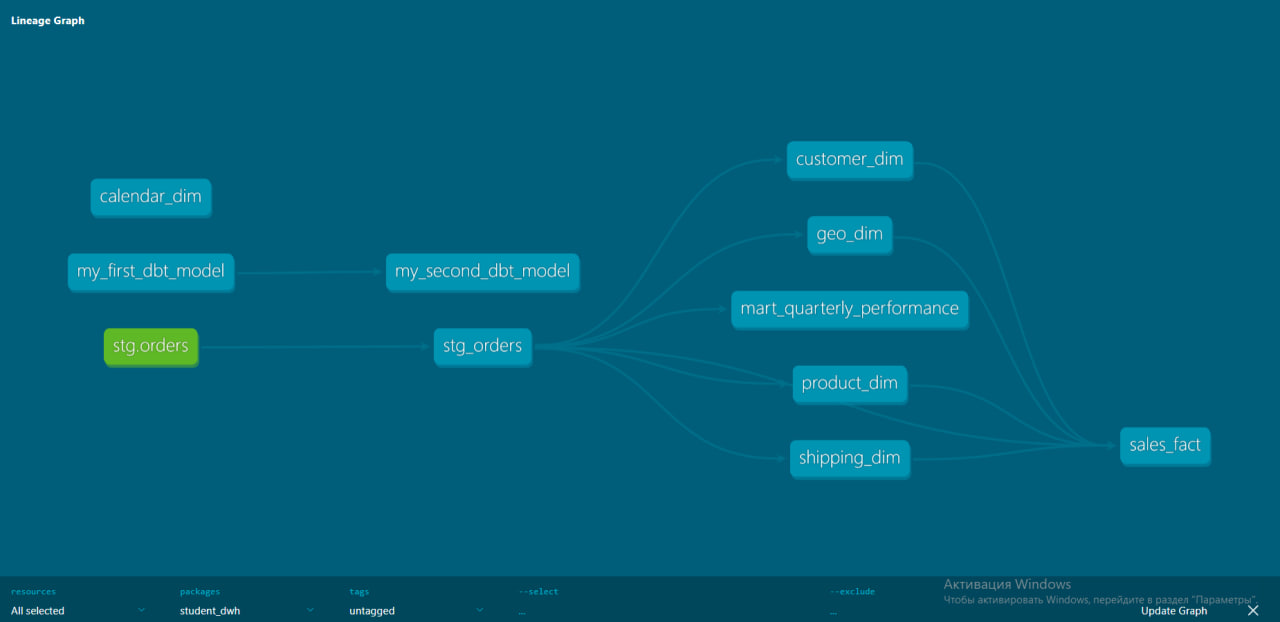 Lineage Graph
customer_dim
calendar_dim
geo_dim
my_first_dbt_model
my_second_dbt_model
mart_quarterly_performance
stg.orders
stg_orders
product_dim
sales_fact
shipping_dim
resources
All selected
packages
student_dwh
tags
untagged
--select
...
--exclude
...
Активация Windows
Чтобы активировать Windows, перейдите в раздел "Параметры".
Update Graph